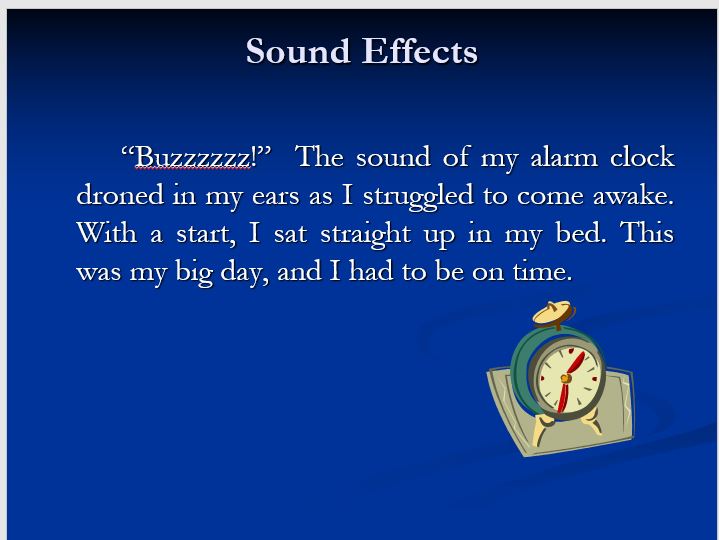 Sound Effects
“Buzzzzzz!”  The sound of my alarm clock
droned in my ears as I struggled to come awake.
With a start, I sat straight up in my bed. This
was my big day, and I had to be on time.